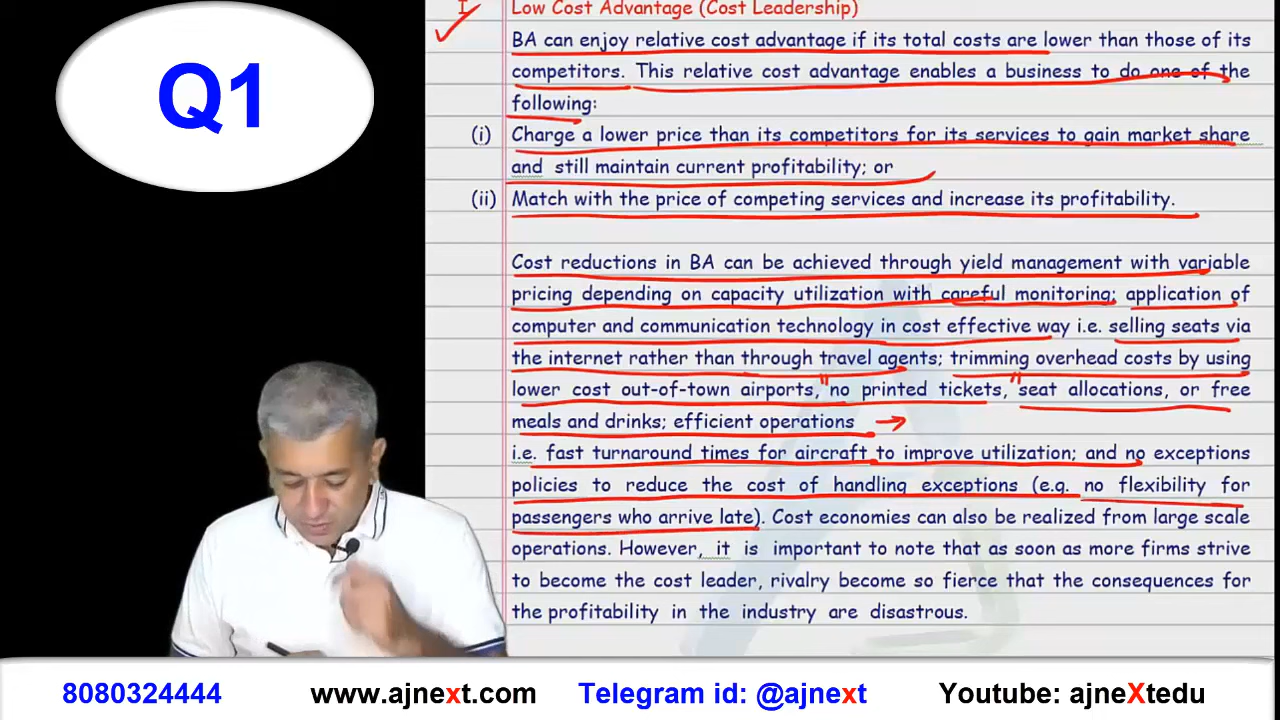 Q1
I Low Cost Advantage (Cost Leadership)
BA can enjoy relative cost advantage if its total costs are lower than those of its
competitors. This relative cost advantage enables a business to do one of the
following:
(i) Charge a lower price than its competitors for its services to gain market share
and still maintain current profitability; or
(ii) Match with the price of competing services and increase its profitability.
Cost reductions in BA can be achieved through yield management with variable
pricing depending on capacity utilization with careful monitoring; application of
computer and communication technology in cost effective way i.e. selling seats via
the internet rather than through travel agents; trimming overhead costs by using
lower cost out-of-town airports, no printed tickets, seat allocations, or free
meals and drinks; efficient operations
i.e. fast turnaround times for aircraft to improve utilization; and no exceptions
policies to reduce the cost of handling exceptions (e.g. no flexibility for
passengers who arrive late). Cost economies can also be realized from large scale
operations. However, it is important to note that as soon as more firms strive
to become the cost leader, rivalry become so fierce that the consequences for
the profitability in the industry are disastrous.
8080324444 www.ajnext.com Telegram id: @ajnext Youtube: ajneXtedu